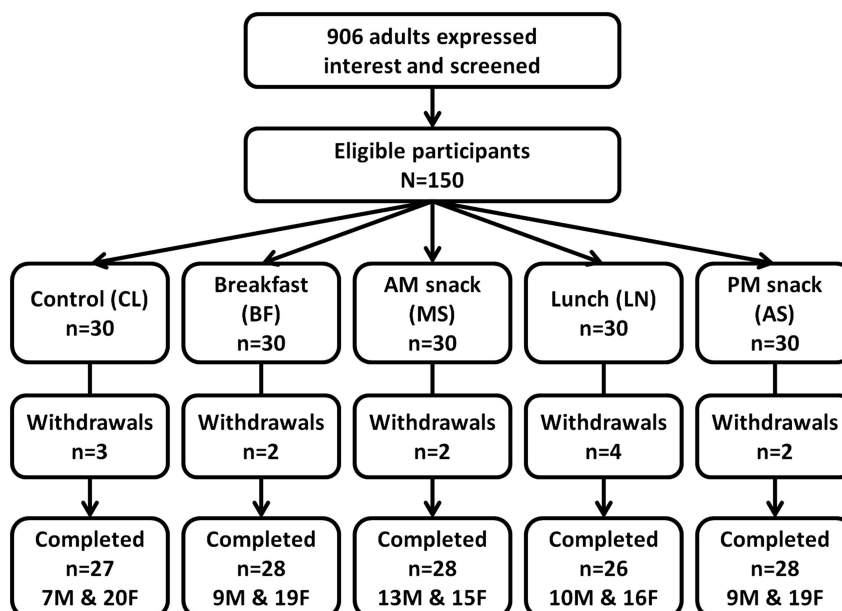 906 adults expressed
interest and screened
Eligible participants
N=150
Control (CL)
n=30
Breakfast
(BF)
n=30
AM snack
(MS)
n=30
Lunch (LN)
n=30
PM snack
(AS)
n=30
Withdrawals
n=3
Withdrawals
n=2
Withdrawals
n=2
Withdrawals
n=4
Withdrawals
n=2
Completed
n=27
7M & 20F
Completed
n=28
9M & 19F
Completed
n=28
13M & 15F
Completed
n=26
10M & 16F
Completed
n=28
9M & 19F